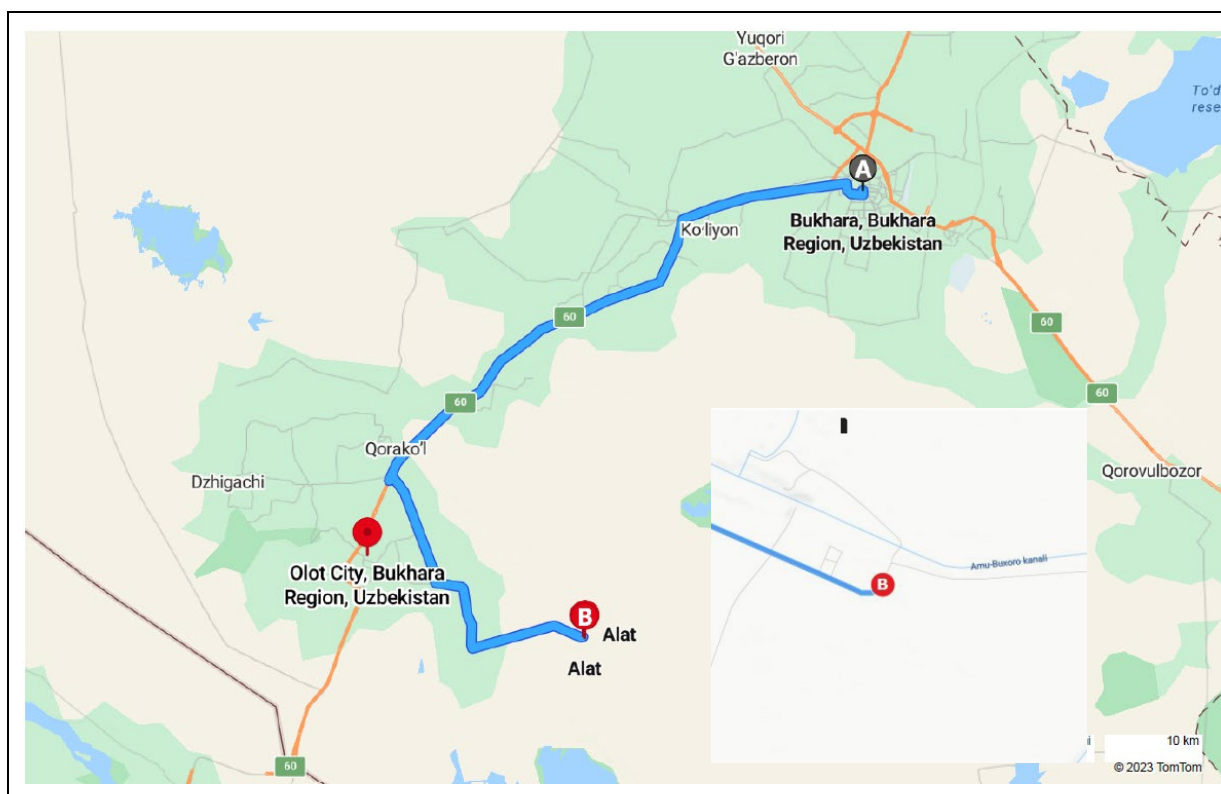 Yuqori
G'azberon
To'd
rese
A
Bukhara, Bukhara
Region, Uzbekistan
Ko'liyon
60
60
60
60
Qorako'l
Dzhigachi
Qorovulbozor
Olot City, Bukhara
Region, Uzbekistan
B
Alat
Alat
Amu-Buxoro kanali
B
60
i
10 km
© 2023 TomTom